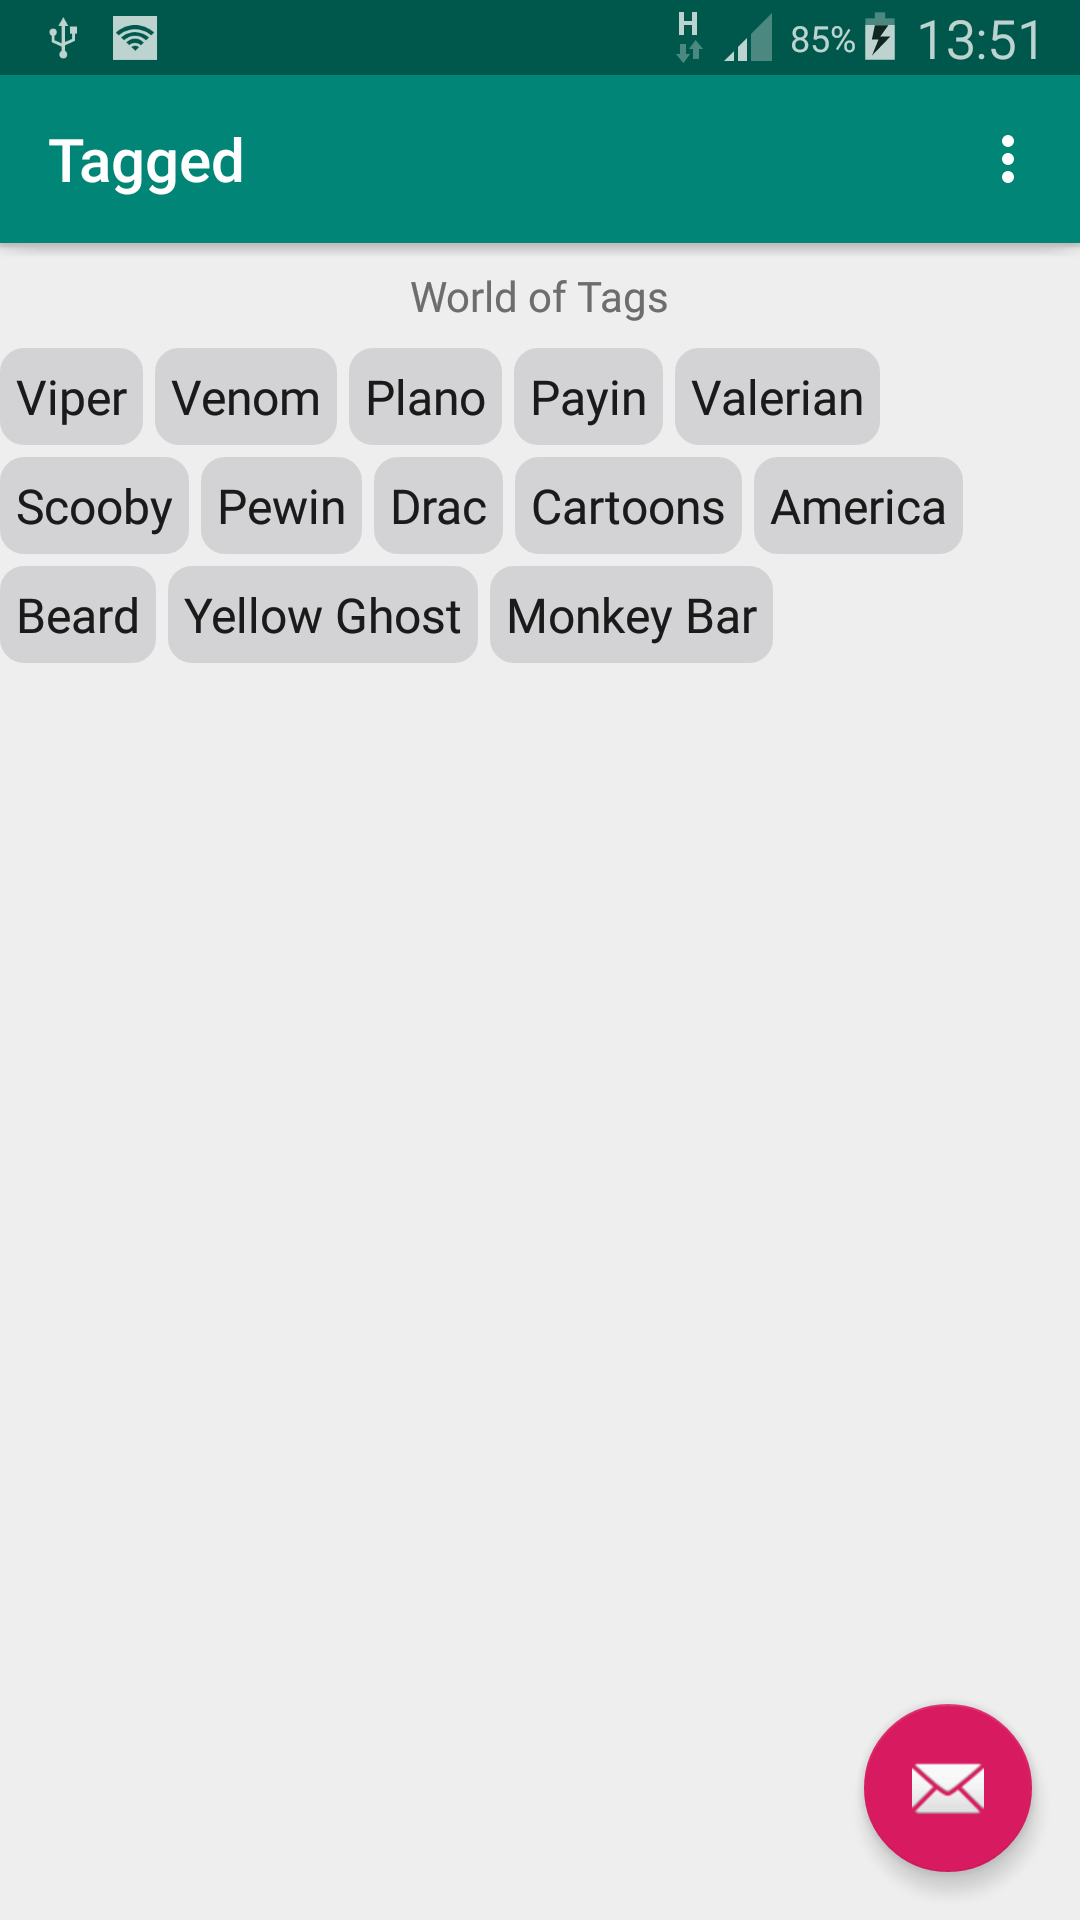 H 85% 13:51
Tagged
World of Tags
Viper Venom Plano Payin Valerian
Scooby Pewin Drac Cartoons America
Beard Yellow Ghost Monkey Bar